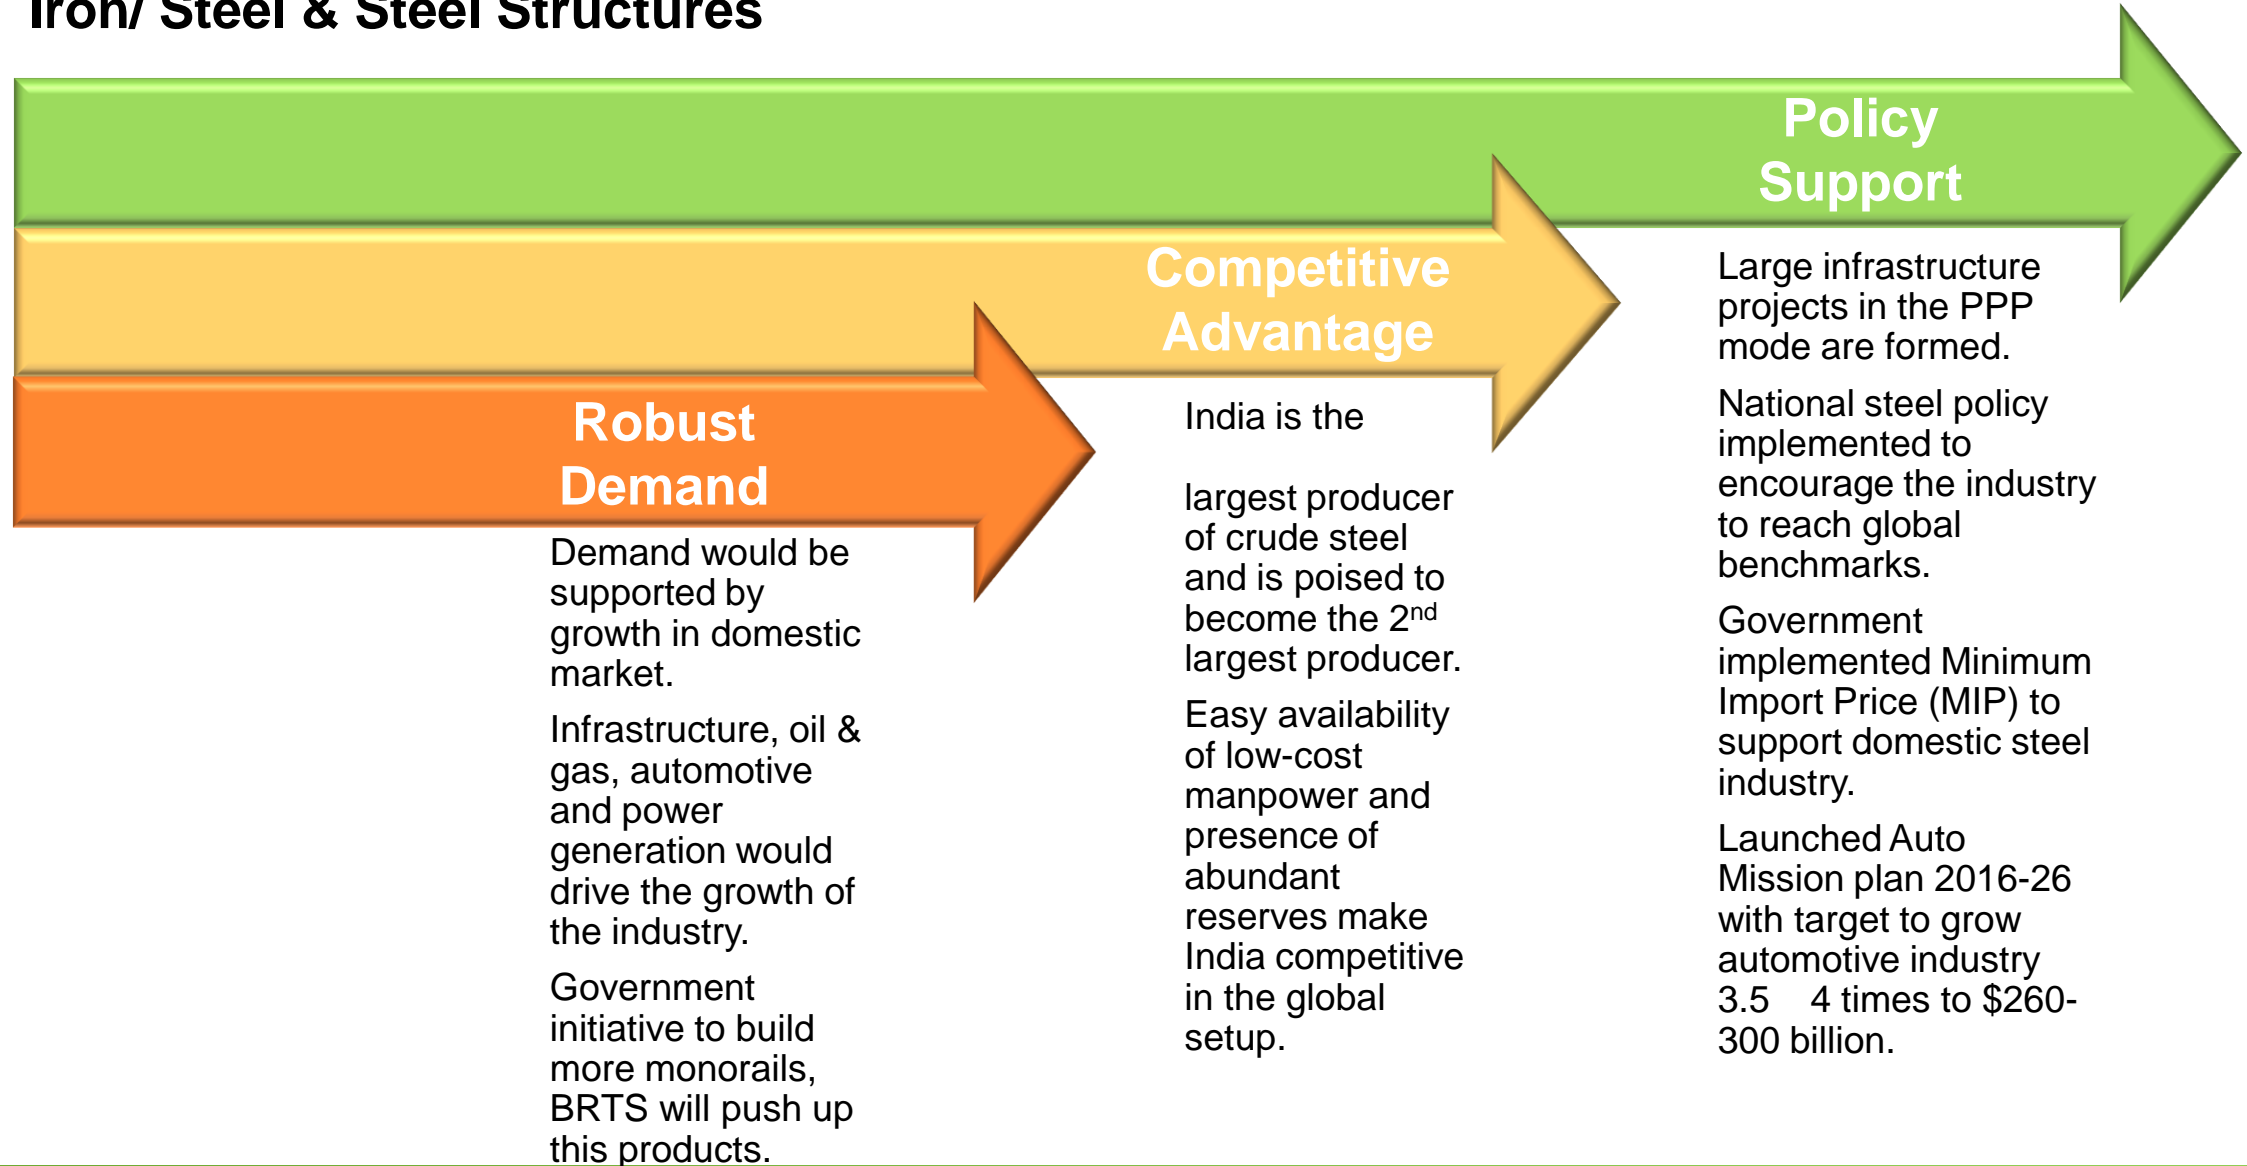 Iron/ Steel & Steel Structures
Policy
Support
Competitive
Advantage
Robust
Demand
Demand would be
supported by
growth in domestic
market.
Infrastructure, oil &
gas, automotive
and power
generation would
drive the growth of
the industry.
Government
initiative to build
more monorails,
BRTS will push up
this products.
India is the
largest producer
of crude steel
and is poised to
become the 2nd
largest producer.
Easy availability
of low-cost
manpower and
presence of
abundant
reserves make
India competitive
in the global
setup.
Large infrastructure
projects in the PPP
mode are formed.
National steel policy
implemented to
encourage the industry
to reach global
benchmarks.
Government
implemented Minimum
Import Price (MIP) to
support domestic steel
industry.
Launched Auto
Mission plan 2016-26
with target to grow
automotive industry
3.5 4 times to $260-
300 billion.